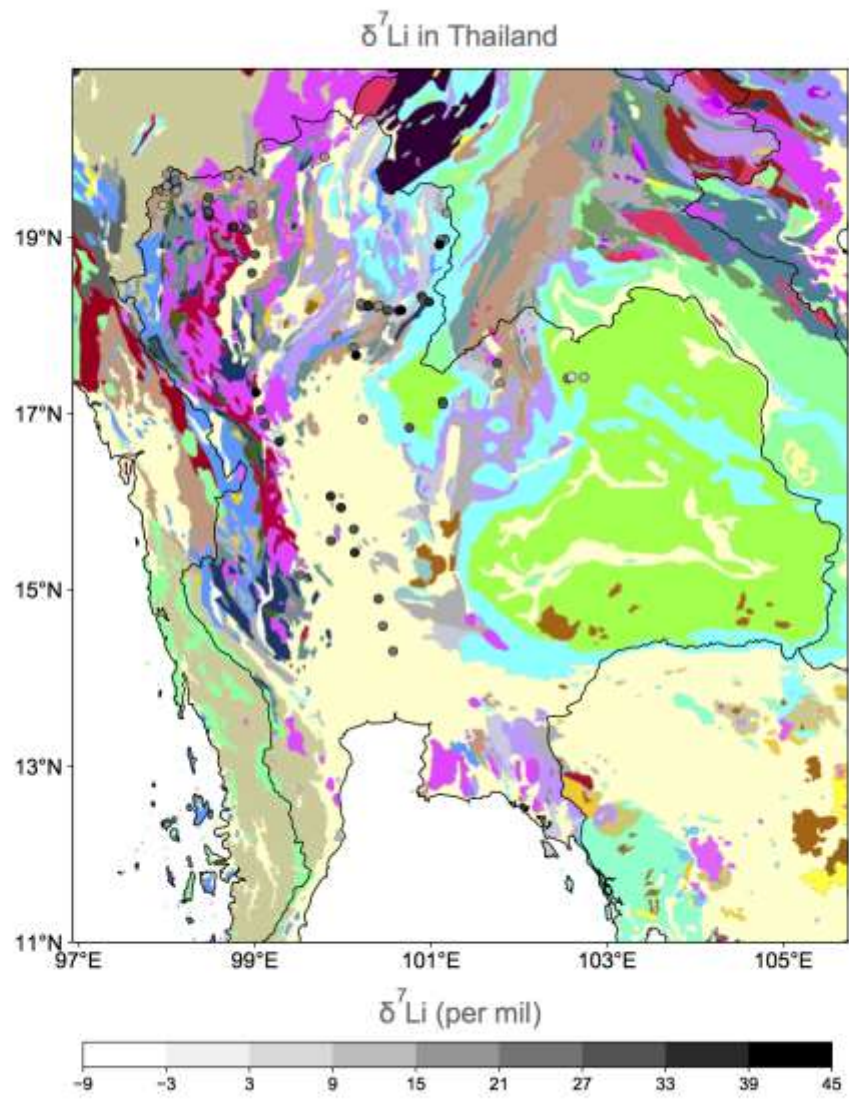 δ⁷Li in Thailand
19°N
17°N
15°N
13°N
11°N
97°E 99°E 101°E 103°E 105°E
δ⁷Li (per mil)
−9 −3 3 9 15 21 27 33 39 45